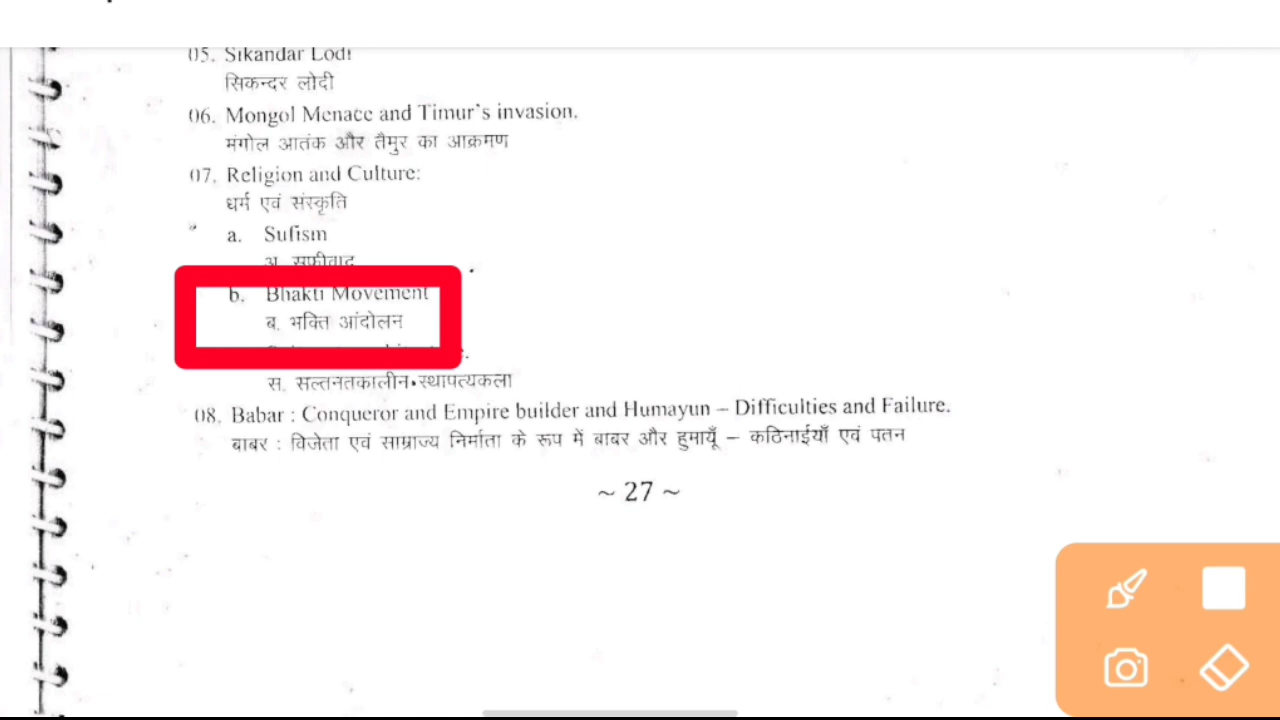 05. Sikandar Lodi
सिकन्दर लोदी
06. Mongol Menace and Timur's invasion.
मंगोल आतंक और तैमुर का आक्रमण
07. Religion and Culture:
धर्म एवं संस्कृति
a. Sufism
अ. सूफीवाद
b. Bhakti Movement
ब. भक्ति आंदोलन
स. सल्तनतकालीन स्थापत्यकला
08. Babar : Conqueror and Empire builder and Humayun – Difficulties and Failure.
बाबर : विजेता एवं साम्राज्य निर्माता के रूप में बाबर और हुमायूँ – कठिनाईयाँ एवं पतन
~ 27 ~